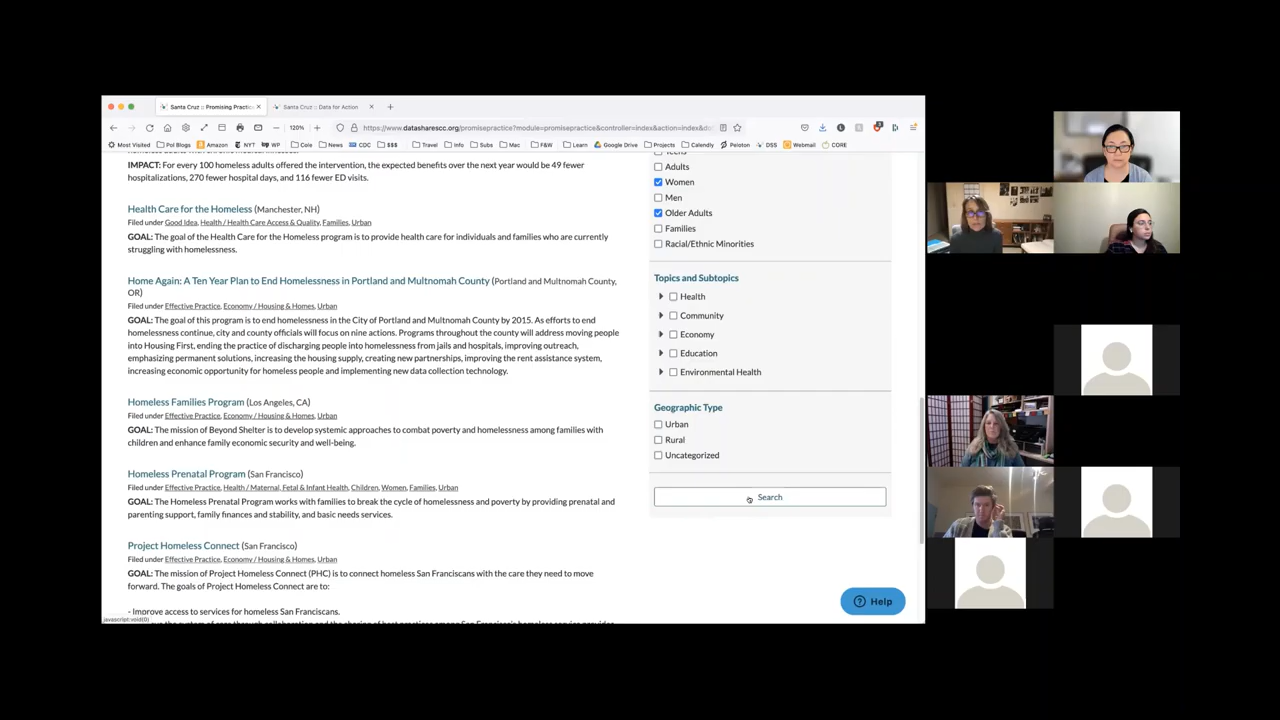 Santa Cruz :: Promising Practic
Santa Cruz :: Data for Action
120%
https://www.datasharescc.org/promisepractice?module=promisepractice&controller=index&action=index&do
Most Visited
Pol Blogs
Amazon
NYT
WP
Cole
News
CDC
$$$
Travel
Info
Subs
Mac
F&W
Learn
Google Drive
Projects
Calendly
Peloton
DSS
Webmail
CORE
IMPACT: For every 100 homeless adults offered the intervention, the expected benefits over the next year would be 49 fewer
hospitalizations, 270 fewer hospital days, and 116 fewer ED visits.
Health Care for the Homeless (Manchester, NH)
Filed under Good Idea, Health / Health Care Access & Quality, Families, Urban
GOAL: The goal of the Health Care for the Homeless program is to provide health care for individuals and families who are currently
struggling with homelessness.
Home Again: A Ten Year Plan to End Homelessness in Portland and Multnomah County (Portland and Multnomah County,
OR)
Filed under Effective Practice, Economy / Housing & Homes, Urban
GOAL: The goal of this program is to end homelessness in the City of Portland and Multnomah County by 2015. As efforts to end
homelessness continue, city and county officials will focus on nine actions. Programs throughout the county will address moving people
into Housing First, ending the practice of discharging people into homelessness from jails and hospitals, improving outreach,
emphasizing permanent solutions, increasing the housing supply, creating new partnerships, improving the rent assistance system,
increasing economic opportunity for homeless people and implementing new data collection technology.
Homeless Families Program (Los Angeles, CA)
Filed under Effective Practice, Economy / Housing & Homes, Urban
GOAL: The mission of Beyond Shelter is to develop systemic approaches to combat poverty and homelessness among families with
children and enhance family economic security and well-being.
Homeless Prenatal Program (San Francisco)
Filed under Effective Practice, Health / Maternal, Fetal & Infant Health, Children, Women, Families, Urban
GOAL: The Homeless Prenatal Program works with families to break the cycle of homelessness and poverty by providing prenatal and
parenting support, family finances and stability, and basic needs services.
Project Homeless Connect (San Francisco)
Filed under Effective Practice, Economy / Housing & Homes, Urban
GOAL: The mission of Project Homeless Connect (PHC) is to connect homeless San Franciscans with the care they need to move
forward. The goals of Project Homeless Connect are to:
- Improve access to services for homeless San Franciscans.
javascript:void(0)
Adults
Women
Men
Older Adults
Families
Racial/Ethnic Minorities
Topics and Subtopics
Health
Community
Economy
Education
Environmental Health
Geographic Type
Urban
Rural
Uncategorized
Search
Help